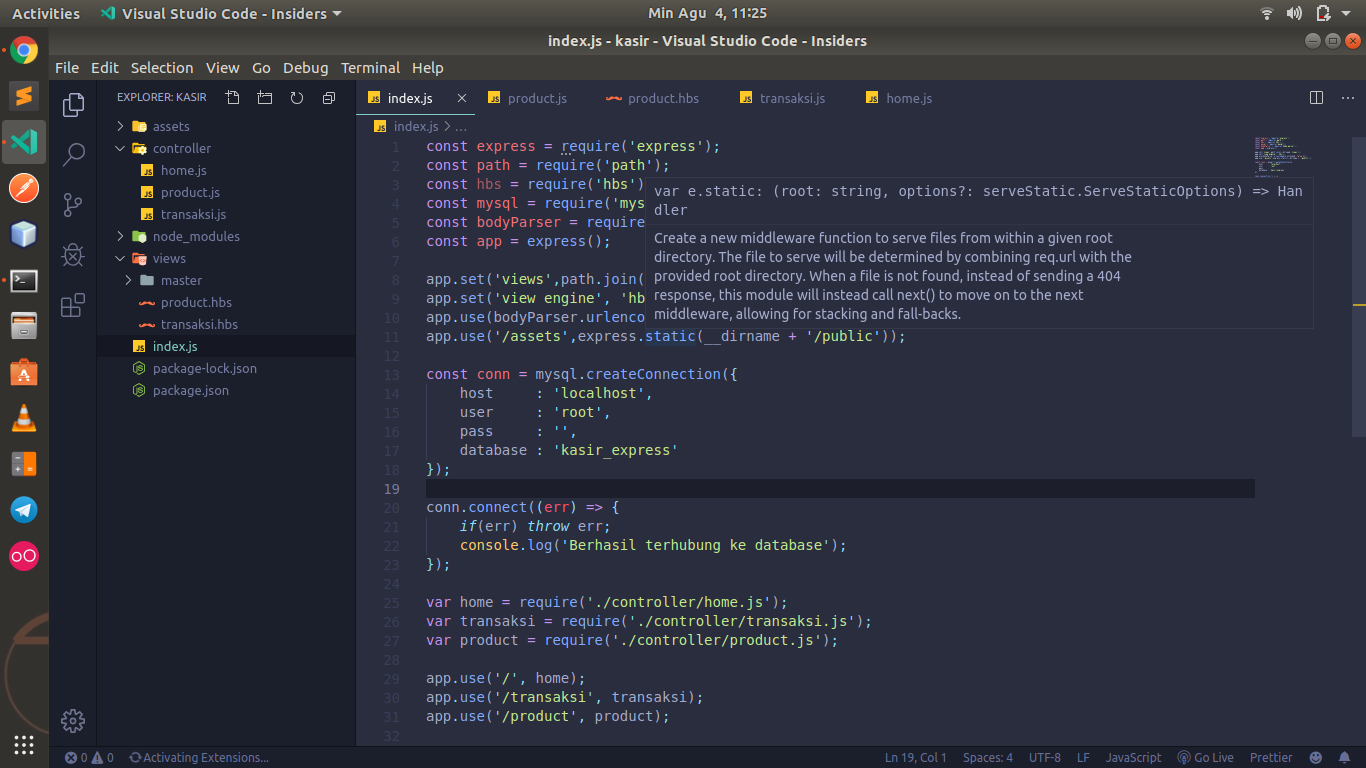 Activities
Visual Studio Code - Insiders
Min Agu 4, 11:25
index.js - kasir - Visual Studio Code - Insiders
File Edit Selection View Go Debug Terminal Help
EXPLORER: KASIR
assets
controller
JS home.js
JS product.js
JS transaksi.js
node_modules
views
master
product.hbs
transaksi.hbs
JS index.js
package-lock.json
package.json
JS index.js
JS product.js
product.hbs
JS transaksi.js
JS home.js
JS index.js > ...
1 const express = require('express');
2 const path = require('path');
3 const hbs = require('hbs')
4 const mysql = require('mys
5 const bodyParser = require
6 const app = express();
7
8 app.set('views',path.join(
9 app.set('view engine', 'hb
10 app.use(bodyParser.urlenco
11 app.use('/assets',express.static(__dirname + '/public'));
12
13 const conn = mysql.createConnection({
14 host : 'localhost',
15 user : 'root',
16 pass : '',
17 database : 'kasir_express'
18 });
19
20 conn.connect((err) => {
21 if(err) throw err;
22 console.log('Berhasil terhubung ke database');
23 });
24
25 var home = require('./controller/home.js');
26 var transaksi = require('./controller/transaksi.js');
27 var product = require('./controller/product.js');
28
29 app.use('/', home);
30 app.use('/transaksi', transaksi);
31 app.use('/product', product);
32
var e.static: (root: string, options?: serveStatic.ServeStaticOptions) => Han
dler
Create a new middleware function to serve files from within a given root
directory. The file to serve will be determined by combining req.url with the
provided root directory. When a file is not found, instead of sending a 404
response, this module will instead call next() to move on to the next
middleware, allowing for stacking and fall-backs.
0 0 Activating Extensions... Ln 19, Col 1 Spaces: 4 UTF-8 LF JavaScript Go Live Prettier